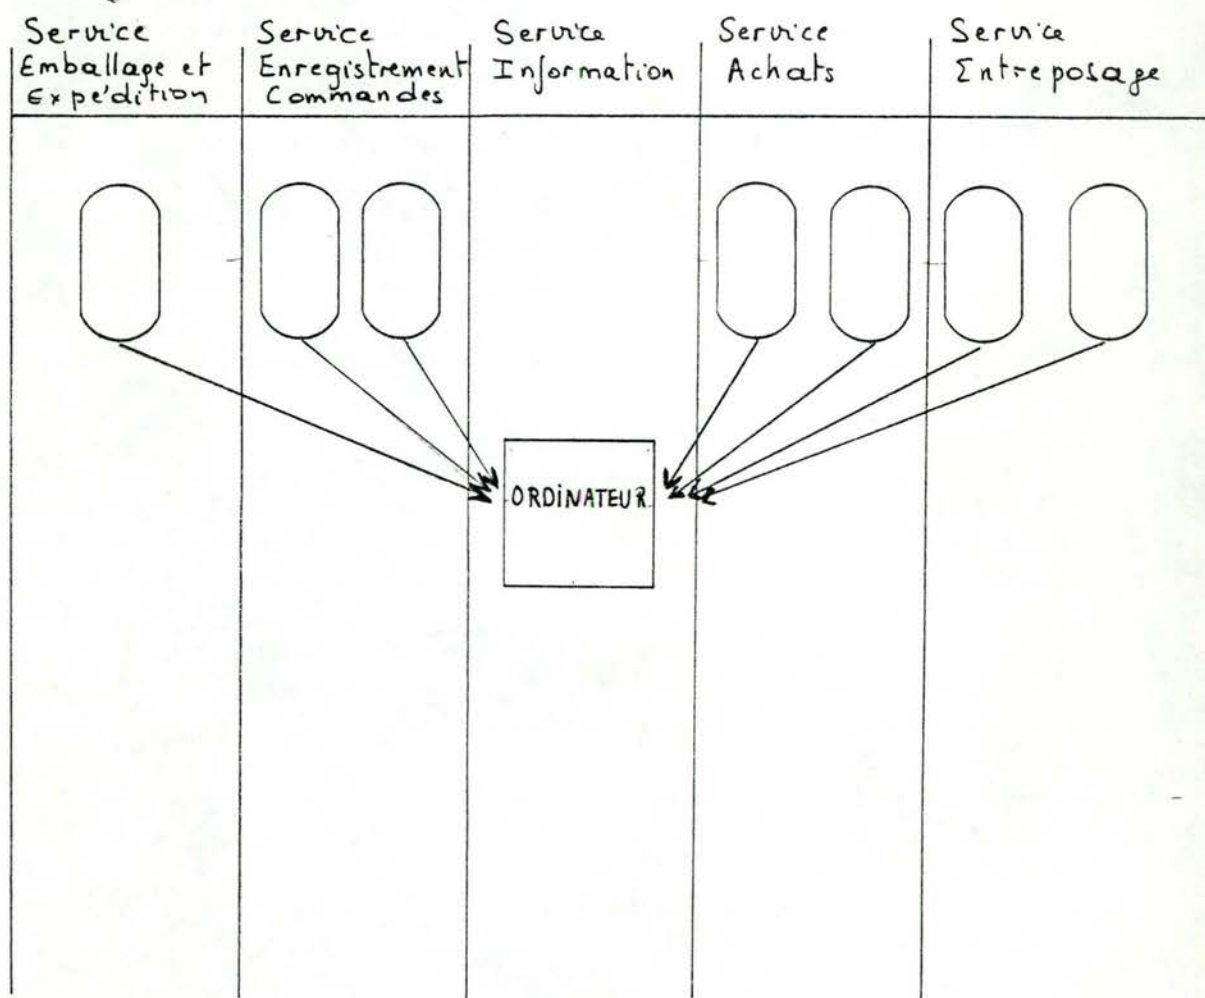 Service
Emballage et
Expédition
Service
Enregistrement
Commandes
Service
Information
Service
Achats
Service
Entreposage
ORDINATEUR